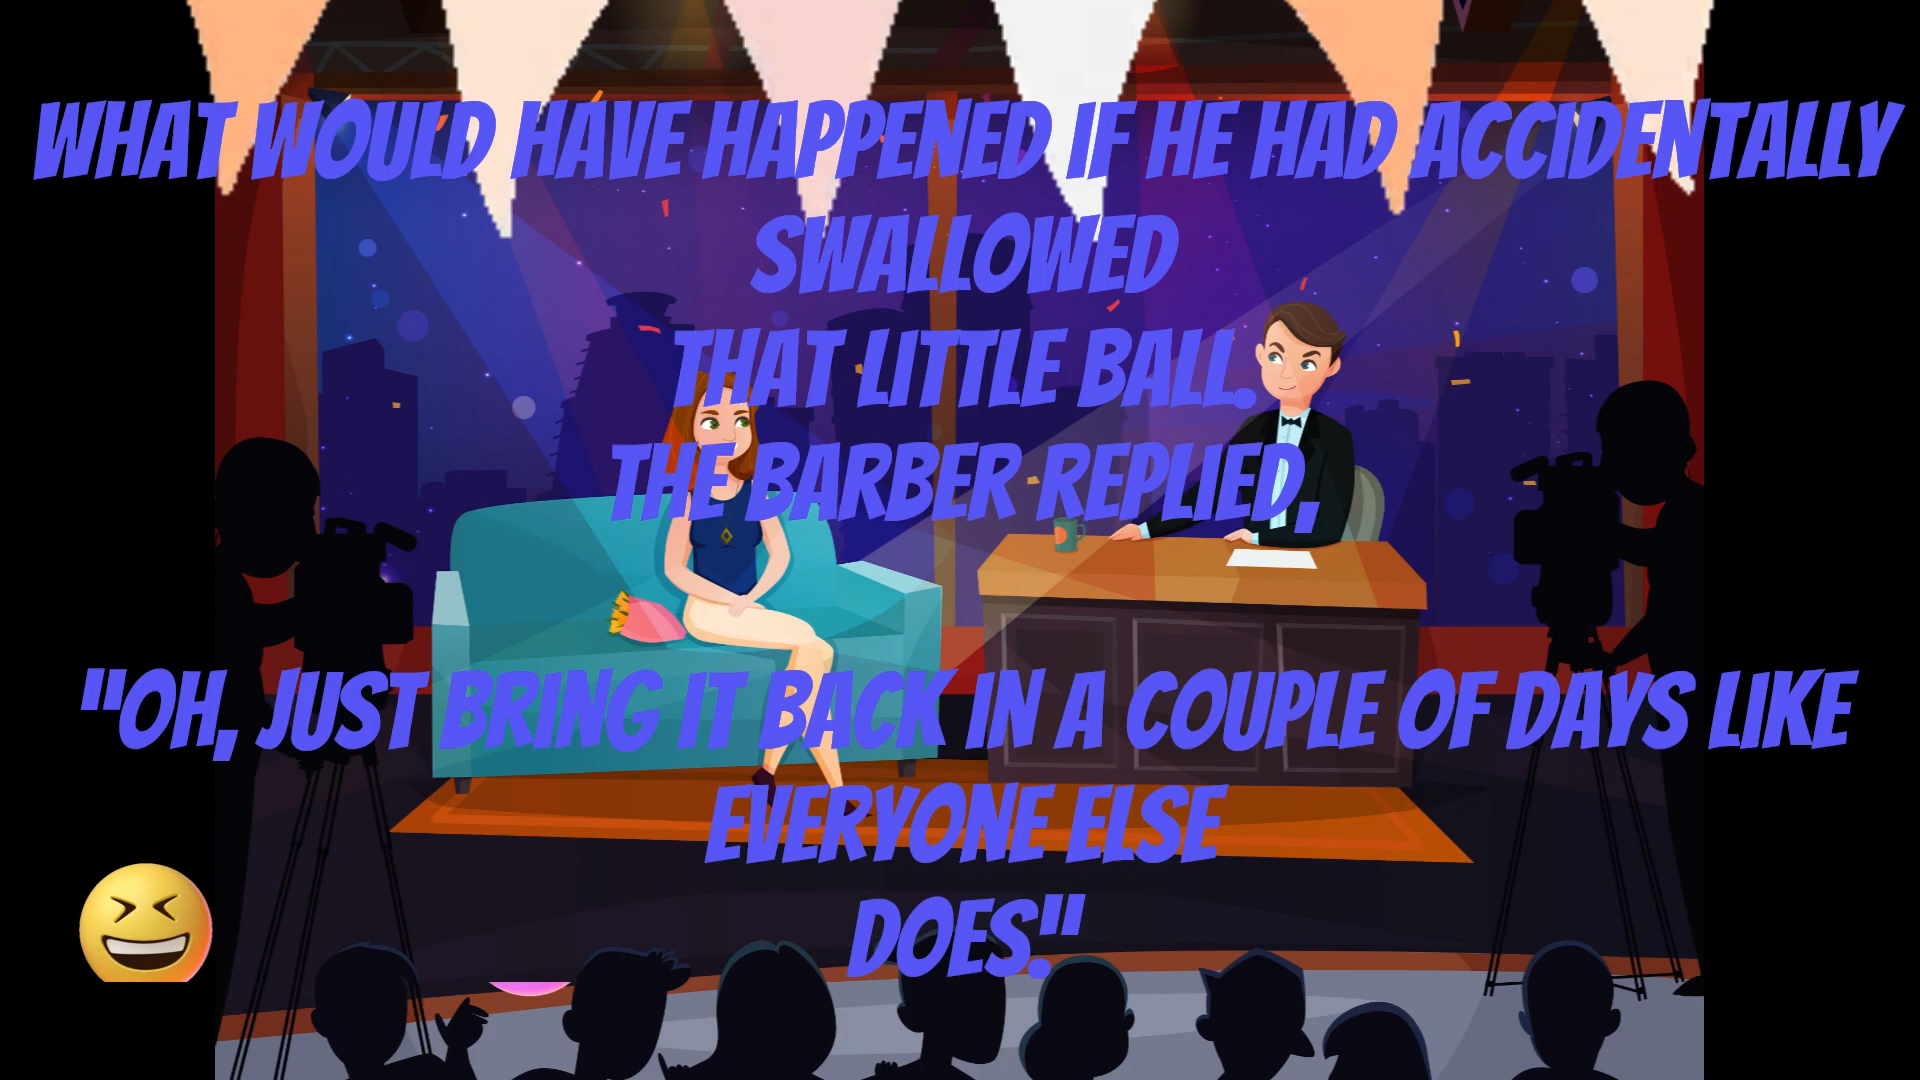 WHAT WOULD HAVE HAPPENED IF HE HAD ACCIDENTALLY
SWALLOWED
THAT LITTLE BALL.
THE BARBER REPLIED,
"OH, JUST BRING IT BACK IN A COUPLE OF DAYS LIKE
EVERYONE ELSE
DOES."